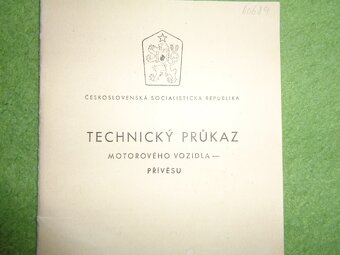 ČESKOSLOVENSKÁ SOCIALISTICKÁ REPUBLIKA
TECHNICKÝ PRŮKAZ
MOTOROVÉHO VOZIDLA —
PŘÍVĚSU